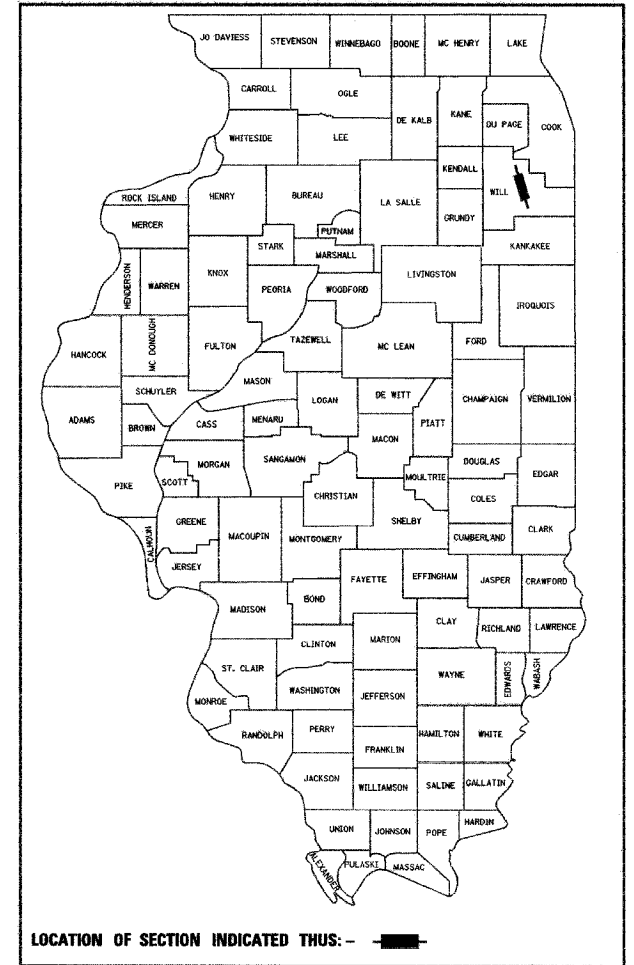 JO DAVIESS
STEVENSON
WINNEBAGO
BOONE
MC HENRY
LAKE
CARROLL
OGLE
DE KALB
KANE
DU PAGE
COOK
WHITESIDE
LEE
KENDALL
WILL
ROCK ISLAND
HENRY
BUREAU
LA SALLE
GRUNDY
MERCER
PUTNAM
KANKAKEE
STARK
MARSHALL
HENDERSON
WARREN
KNOX
PEORIA
WOODFORD
LIVINGSTON
IROQUOIS
HANCOCK
MC DONOUGH
FULTON
TAZEWELL
MC LEAN
FORD
MASON
SCHUYLER
LOGAN
DE WITT
CHAMPAIGN
VERMILION
ADAMS
BROWN
CASS
MENARD
PIATT
MACON
MORGAN
SANGAMON
DOUGLAS
EDGAR
PIKE
SCOTT
CHRISTIAN
MOULTRIE
COLES
GREENE
SHELBY
CALHOUN
MACOUPIN
MONTGOMERY
CUMBERLAND
CLARK
JERSEY
FAYETTE
EFFINGHAM
JASPER
CRAWFORD
MADISON
BOND
CLAY
RICHLAND
LAWRENCE
CLINTON
MARION
ST. CLAIR
WAYNE
EDWARDS
WABASH
WASHINGTON
JEFFERSON
MONROE
RANDOLPH
PERRY
HAMILTON
WHITE
FRANKLIN
JACKSON
WILLIAMSON
SALINE
GALLATIN
UNION
JOHNSON
POPE
HARDIN
ALEXANDER
PULASKI
MASSAC
LOCATION OF SECTION INDICATED THUS: -